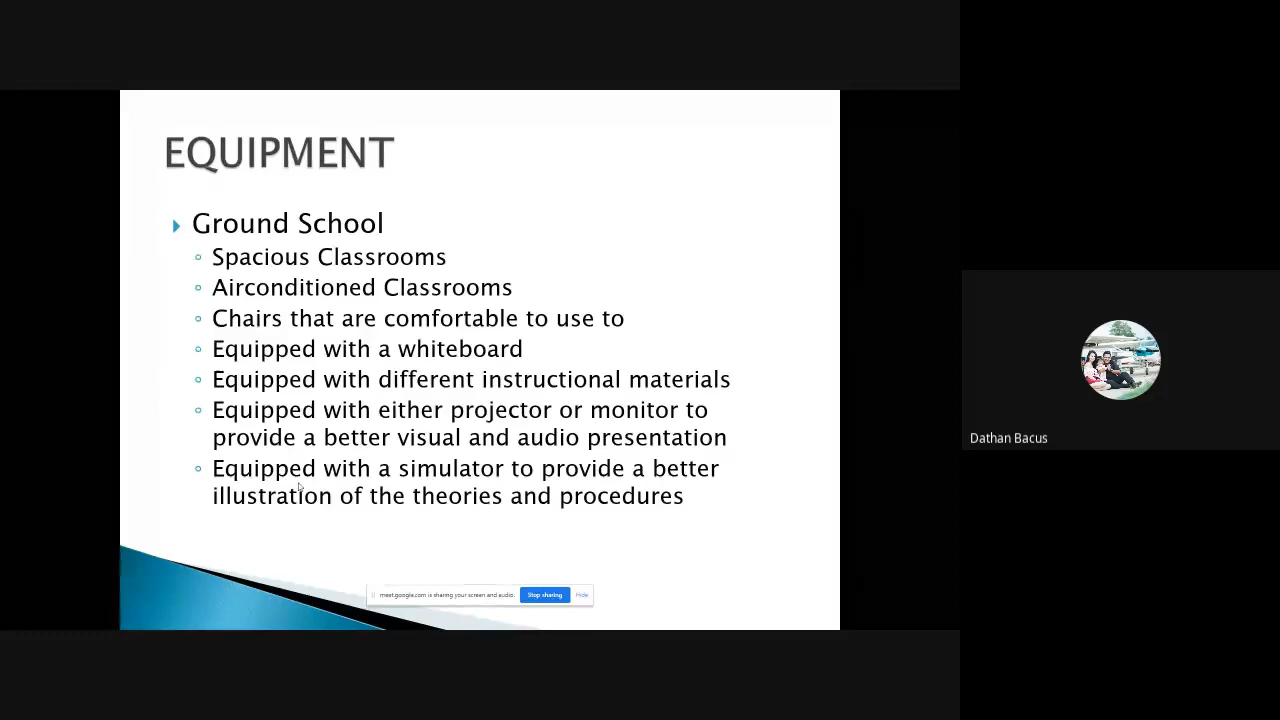 EQUIPMENT
Ground School
Spacious Classrooms
Airconditioned Classrooms
Chairs that are comfortable to use to
Equipped with a whiteboard
Equipped with different instructional materials
Equipped with either projector or monitor to
provide a better visual and audio presentation
Equipped with a simulator to provide a better
illustration of the theories and procedures
meet.google.com is sharing your screen and audio. Stop sharing Hide
Dathan Bacus